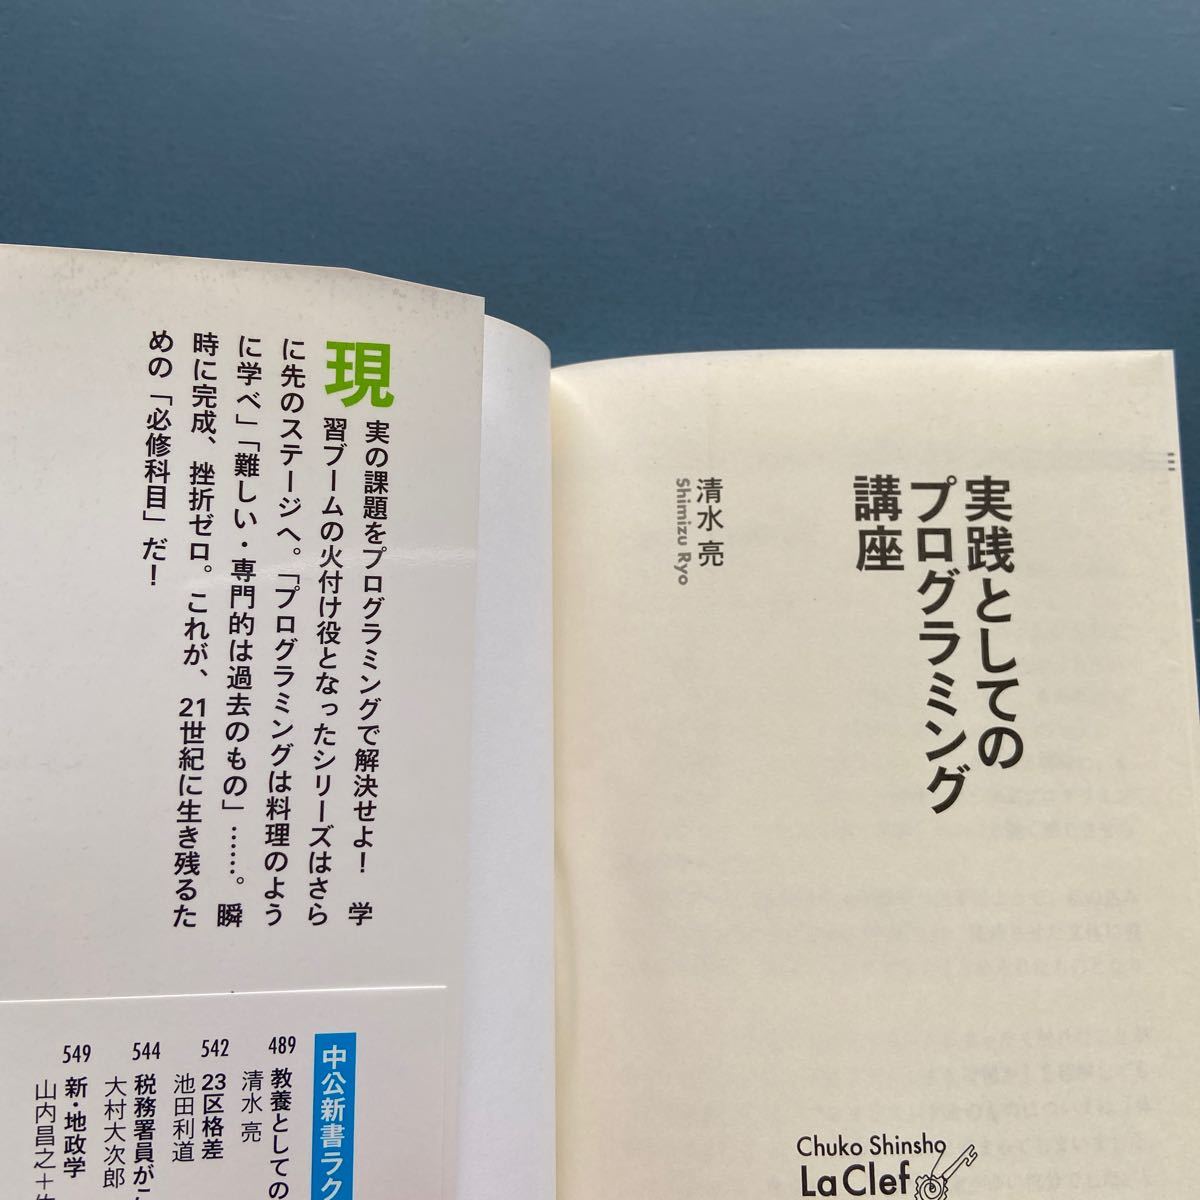 現
実の課題をプログラミングで解決せよ！　学
習ブームの火付け役となったシリーズはさら
に先のステージへ。「プログラミングは料理のよう
に学べ」「難しい・専門的は過去のもの」……。瞬
時に完成、挫折ゼロ。これが、21世紀に生き残るた
めの「必修科目」だ！
中公新書ラク
489
教養としての
清水 亮
542
23区格差
池田利道
544
税務署員がこ
大村大次郎
549
新・地政学
山内昌之＋
実践としての
プログラミング
講座
清水 亮
Shimizu Ryo
Chuko Shinsho
La Clef